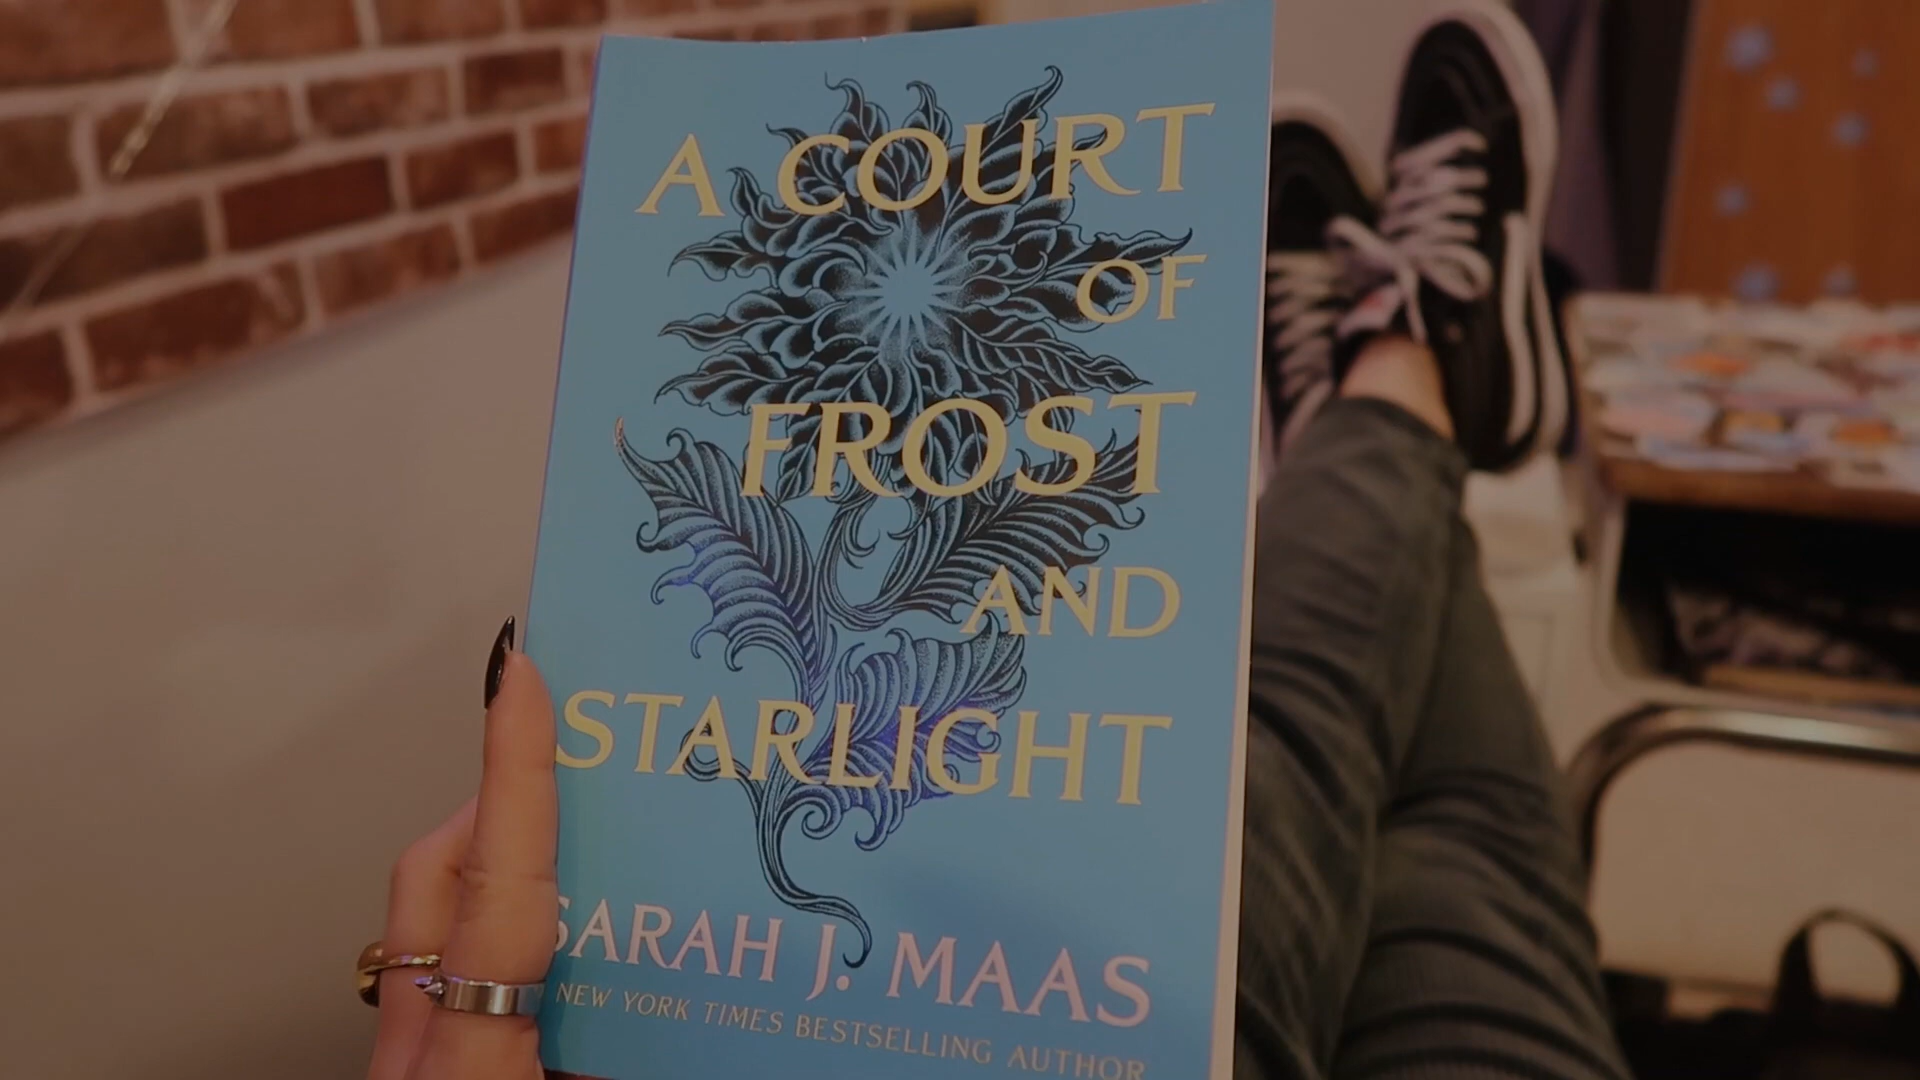 A COURT
OF
FROST
AND
STARLIGHT
SARAH J. MAAS
NEW YORK TIMES BESTSELLING AUTHOR